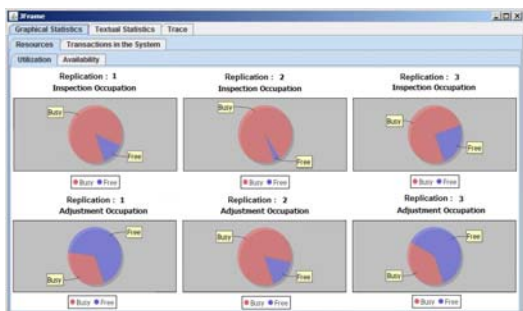 JFrame
Graphical Statistics Textual Statistics Trace
Resources Transactions in the System
Utilization Availability
Replication : 1 Replication : 2 Replication : 3
Inspection Occupation Inspection Occupation Inspection Occupation
Busy Free Busy Free Busy Free
Busy Free Busy Free Busy Free
Replication : 1 Replication : 2 Replication : 3
Adjustment Occupation Adjustment Occupation Adjustment Occupation
Free Busy Busy Free Free Busy
Busy Free Busy Free Busy Free